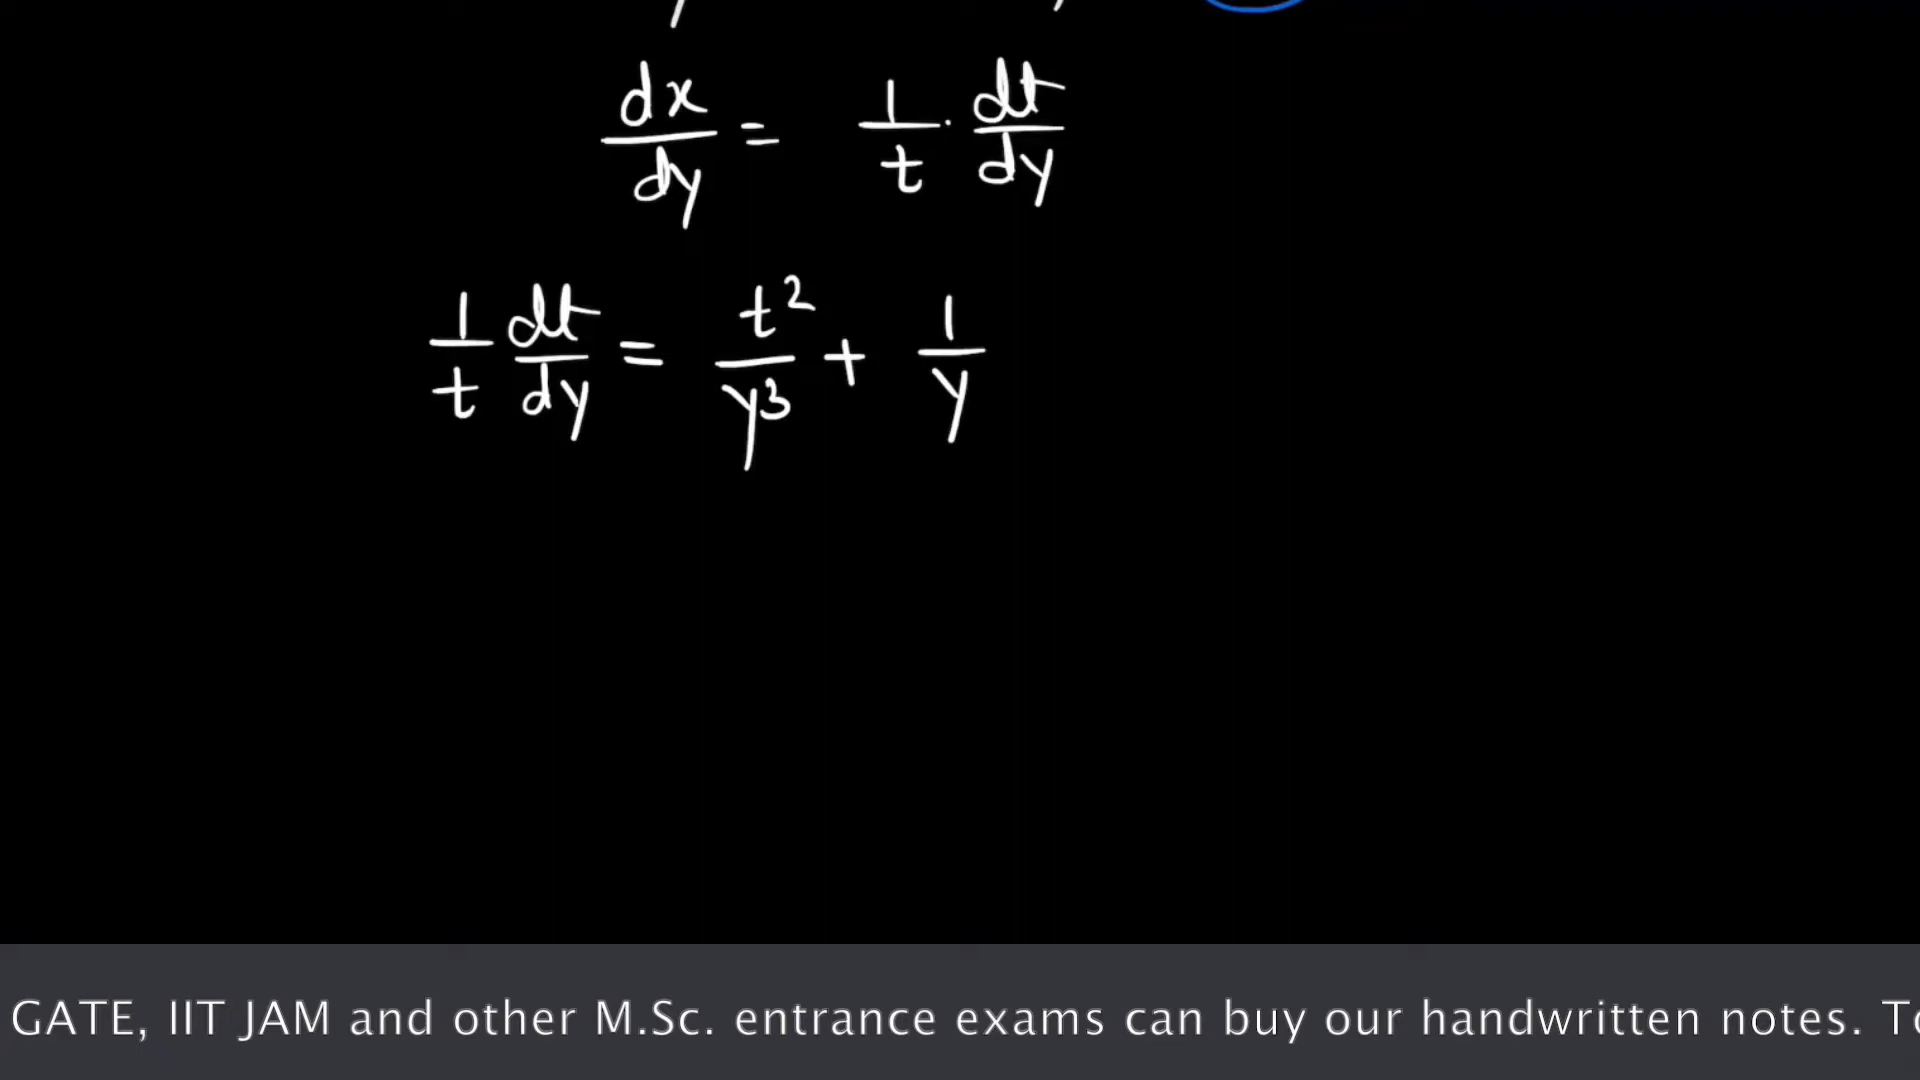 dx/dy = 1/t · dt/dy
1/t dt/dy = t²/y³ + 1/y
GATE, IIT JAM and other M.Sc. entrance exams can buy our handwritten notes.